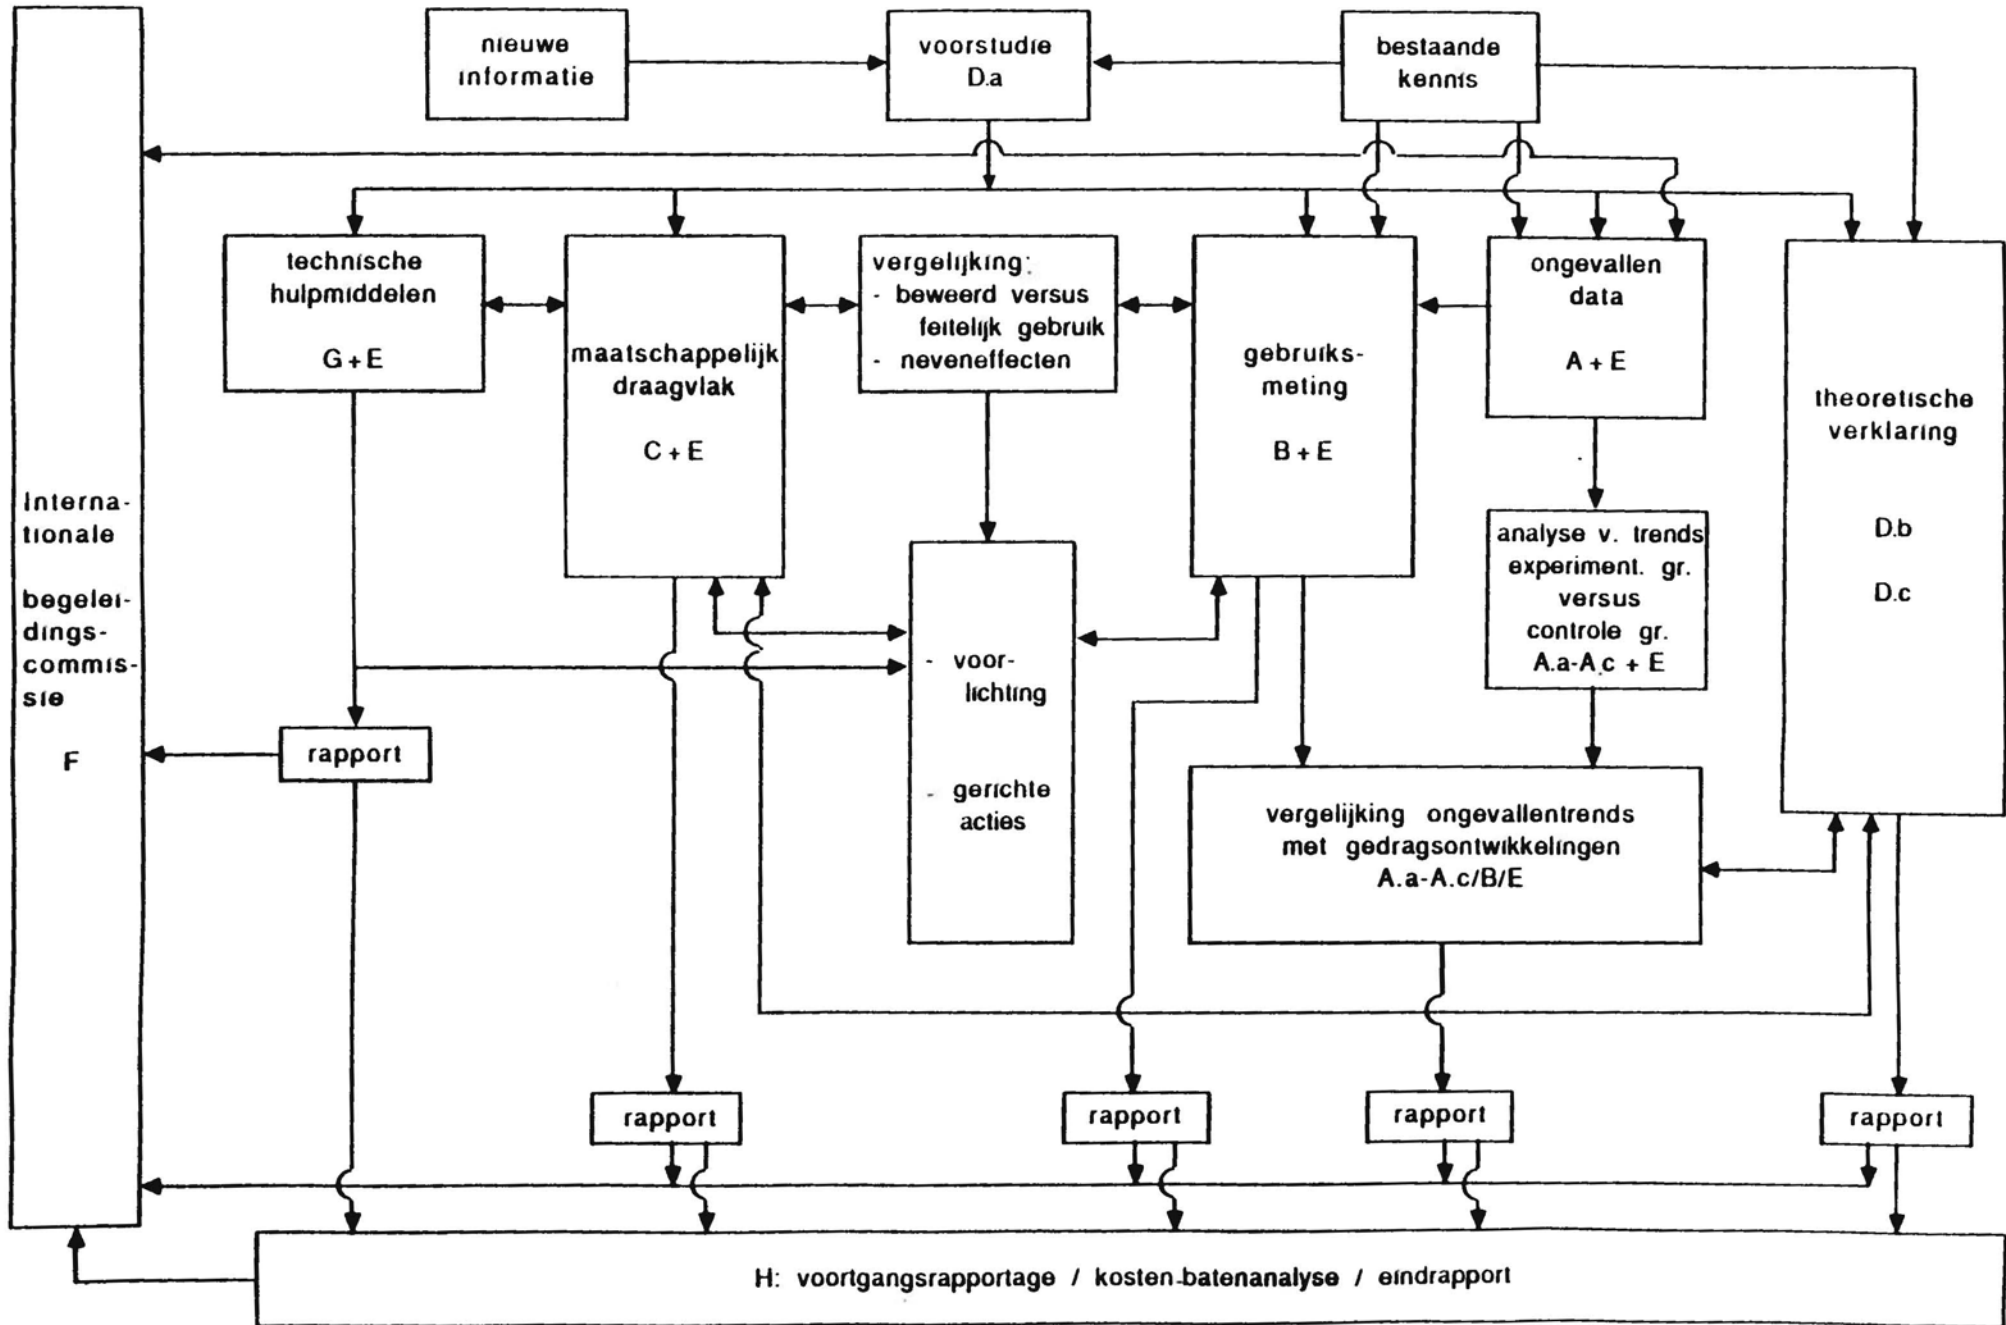 nieuwe
informatie
voorstudie
D.a
bestaande
kennis
technische
hulpmiddelen
G + E
maatschappelijk
draagvlak
C + E
vergelijking:
- beweerd versus
feitelijk gebruik
- neveneffecten
gebruiks-
meting
B + E
ongevallen
data
A + E
theoretische
verklaring
D.b
D.c
Interna-
tionale
begelei-
dings-
commis-
sie
F
analyse v. trends
experiment. gr.
versus
controle gr.
A.a-A.c + E
- voor-
lichting
- gerichte
acties
rapport
vergelijking ongevallentrends
met gedragsontwikkelingen
A.a-A.c/B/E
rapport
rapport
rapport
rapport
H: voortgangsrapportage / kosten-batenanalyse / eindrapport